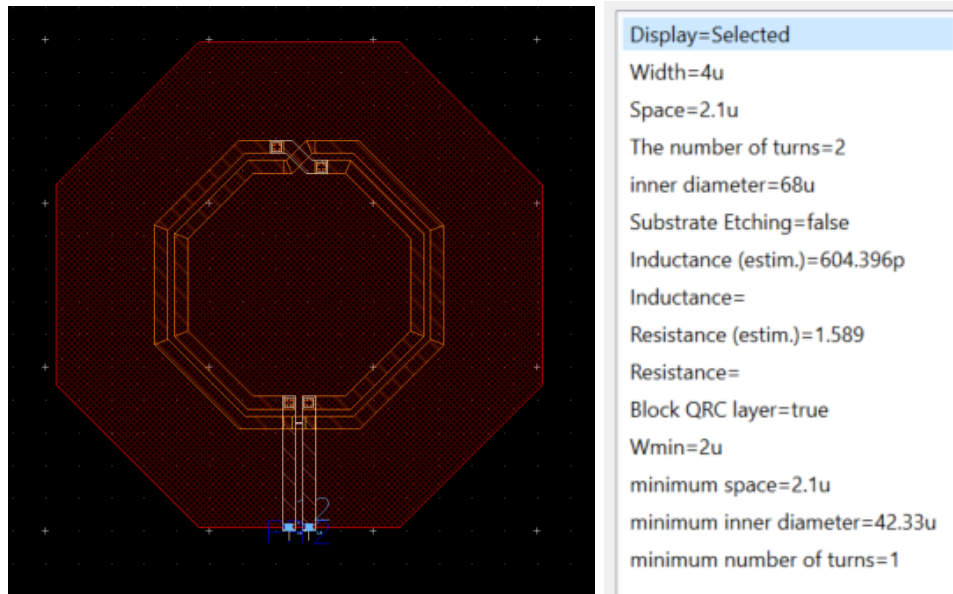 Display=Selected
Width=4u
Space=2.1u
The number of turns=2
inner diameter=68u
Substrate Etching=false
Inductance (estim.)=604.396p
Inductance=
Resistance (estim.)=1.589
Resistance=
Block QRC layer=true
Wmin=2u
minimum space=2.1u
minimum inner diameter=42.33u
minimum number of turns=1